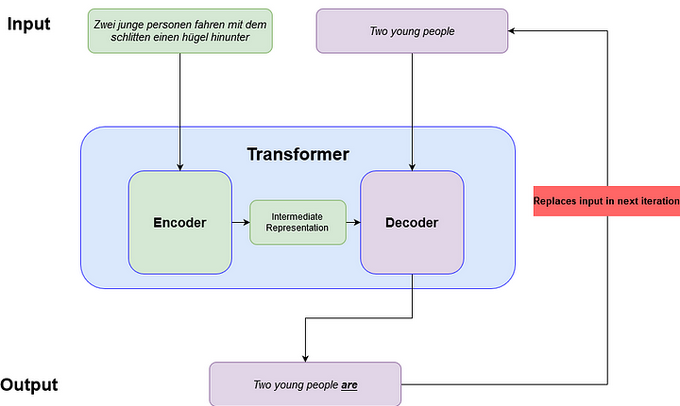 Input
Zwei junge personen fahren mit dem
schlitten einen hügel hinunter
Two young people
Transformer
Encoder
Intermediate
Representation
Decoder
Replaces input in next iteration
Output
Two young people are